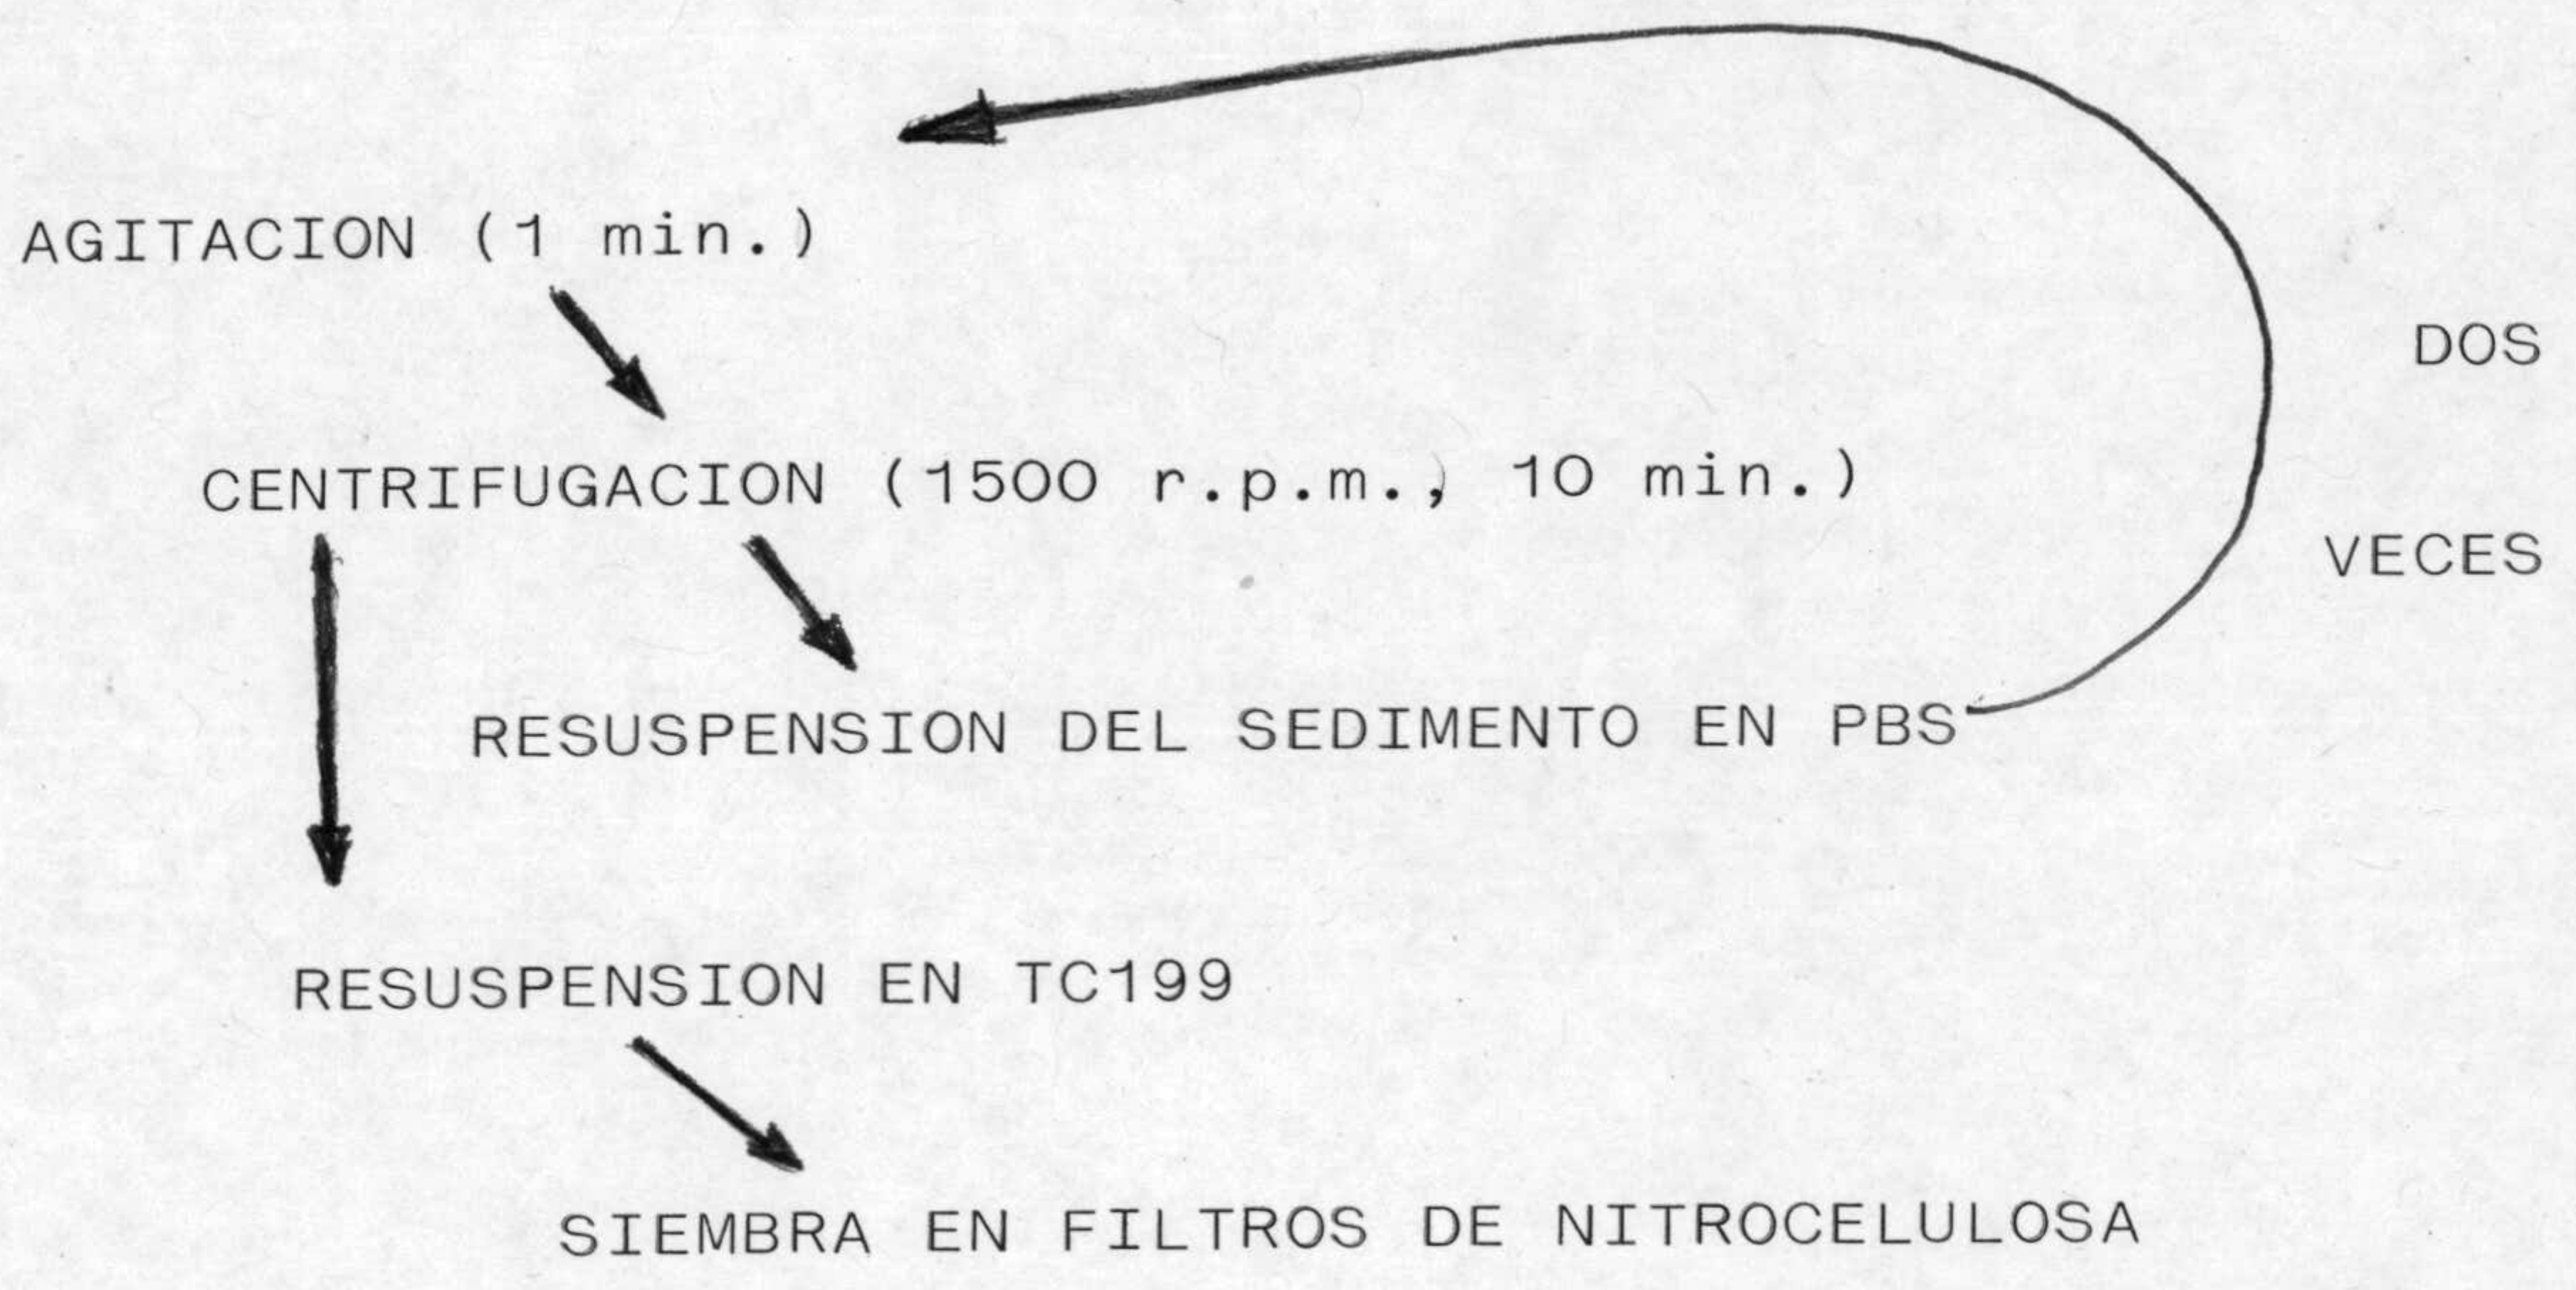 AGITACION (1 min.)
DOS
CENTRIFUGACION (1500 r.p.m., 10 min.)
VECES
RESUSPENSION DEL SEDIMENTO EN PBS
RESUSPENSION EN TC199
SIEMBRA EN FILTROS DE NITROCELULOSA